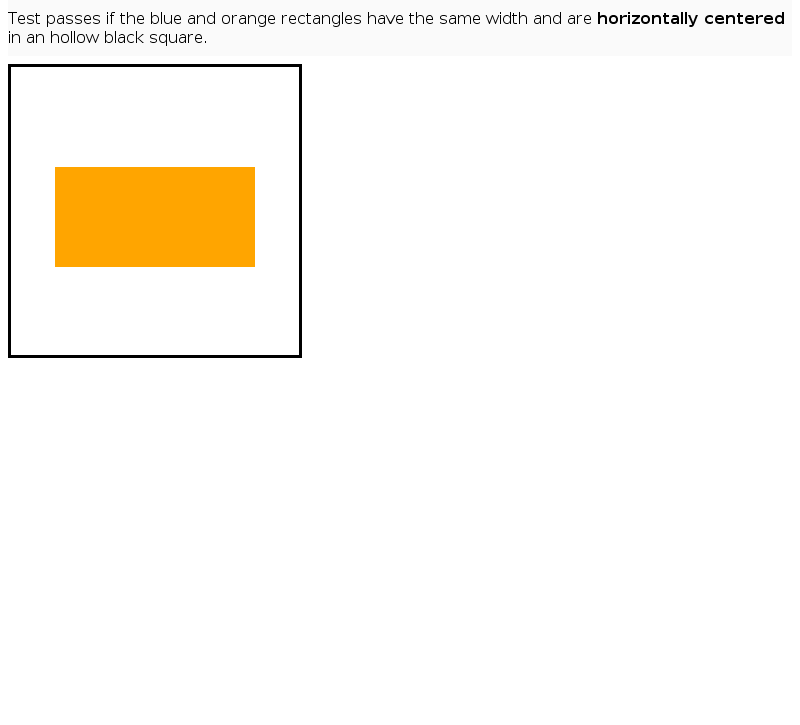 Test passes if the blue and orange rectangles have the same width and are horizontally centered
in an hollow black square.